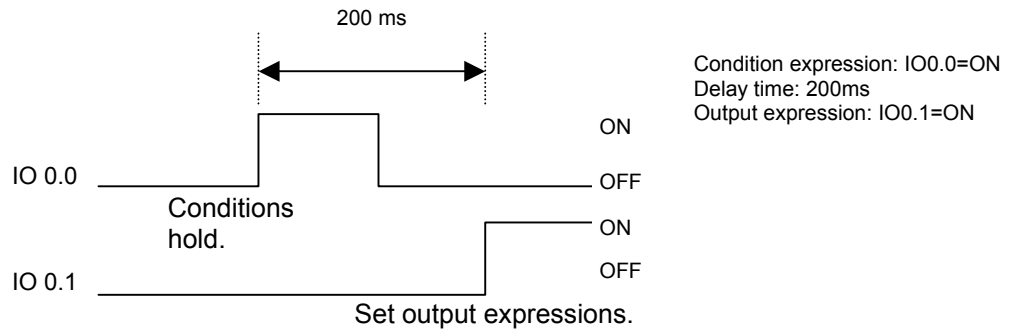 200 ms
Condition expression: IO0.0=ON
Delay time: 200ms
Output expression: IO0.1=ON
ON
IO 0.0
OFF
Conditions
hold.
ON
OFF
IO 0.1
Set output expressions.